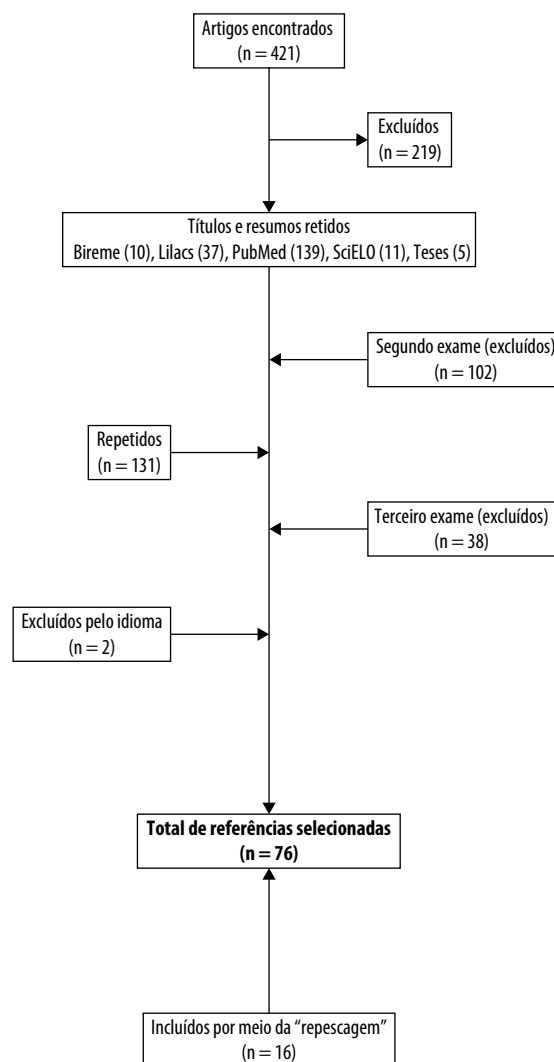 Artigos encontrados
(n = 421)
Excluídos
(n = 219)
Títulos e resumos retidos
Bireme (10), Lilacs (37), PubMed (139), SciELO (11), Teses (5)
Segundo exame (excluídos)
(n = 102)
Repetidos
(n = 131)
Terceiro exame (excluídos)
(n = 38)
Excluídos pelo idioma
(n = 2)
Total de referências selecionadas
(n = 76)
Incluídos por meio da “repescagem”
(n = 16)